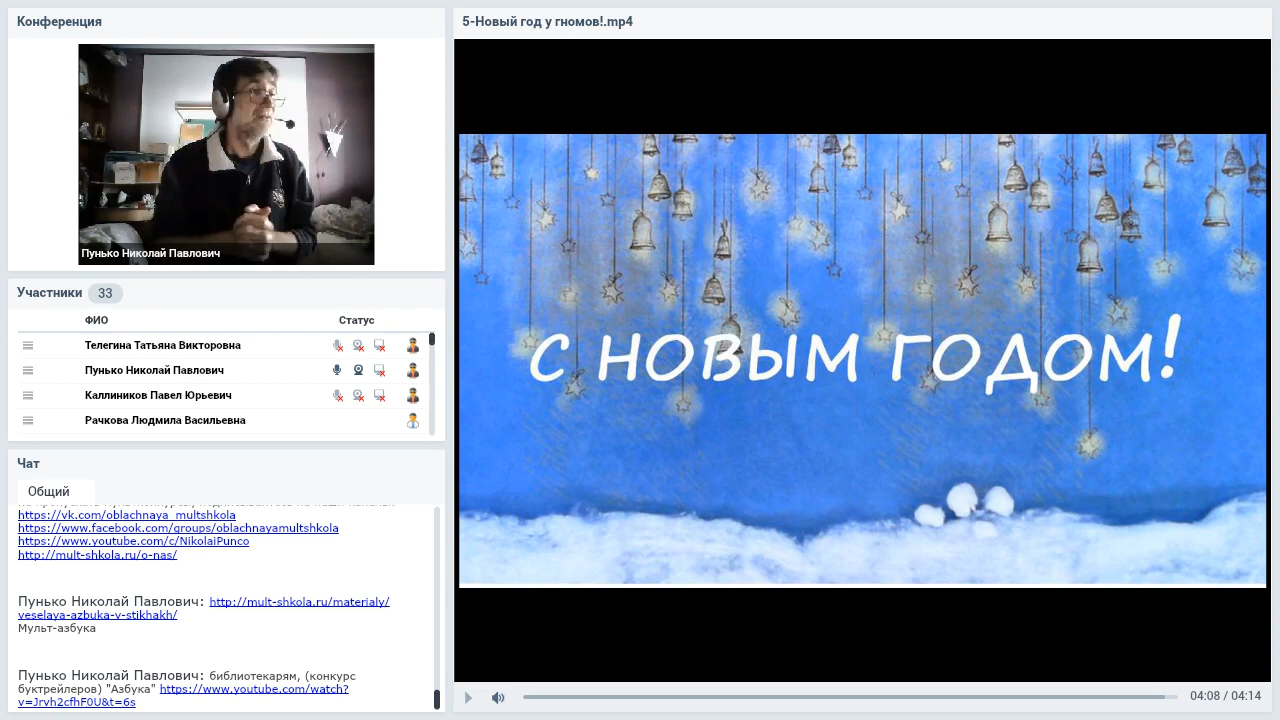 Конференция
Пунько Николай Павлович
Участники 33
ФИО Статус
Телегина Татьяна Викторовна
Пунько Николай Павлович
Каллиников Павел Юрьевич
Рачкова Людмила Васильевна
Чат
Общий
https://vk.com/oblachnaya_multshkola
https://www.facebook.com/groups/oblachnayamultshkola
https://www.youtube.com/c/NikolaiPunco
http://mult-shkola.ru/o-nas/
Пунько Николай Павлович: http://mult-shkola.ru/materialy/
veselaya-azbuka-v-stikhakh/
Мульт-азбука
Пунько Николай Павлович: библиотекарям, (конкурс
буктрейлеров) "Азбука" https://www.youtube.com/watch?
v=Jrvh2cfhF0U&t=6s
5-Новый год у гномов!.mp4
С НОВЫМ ГОДОМ!
04:08 / 04:14